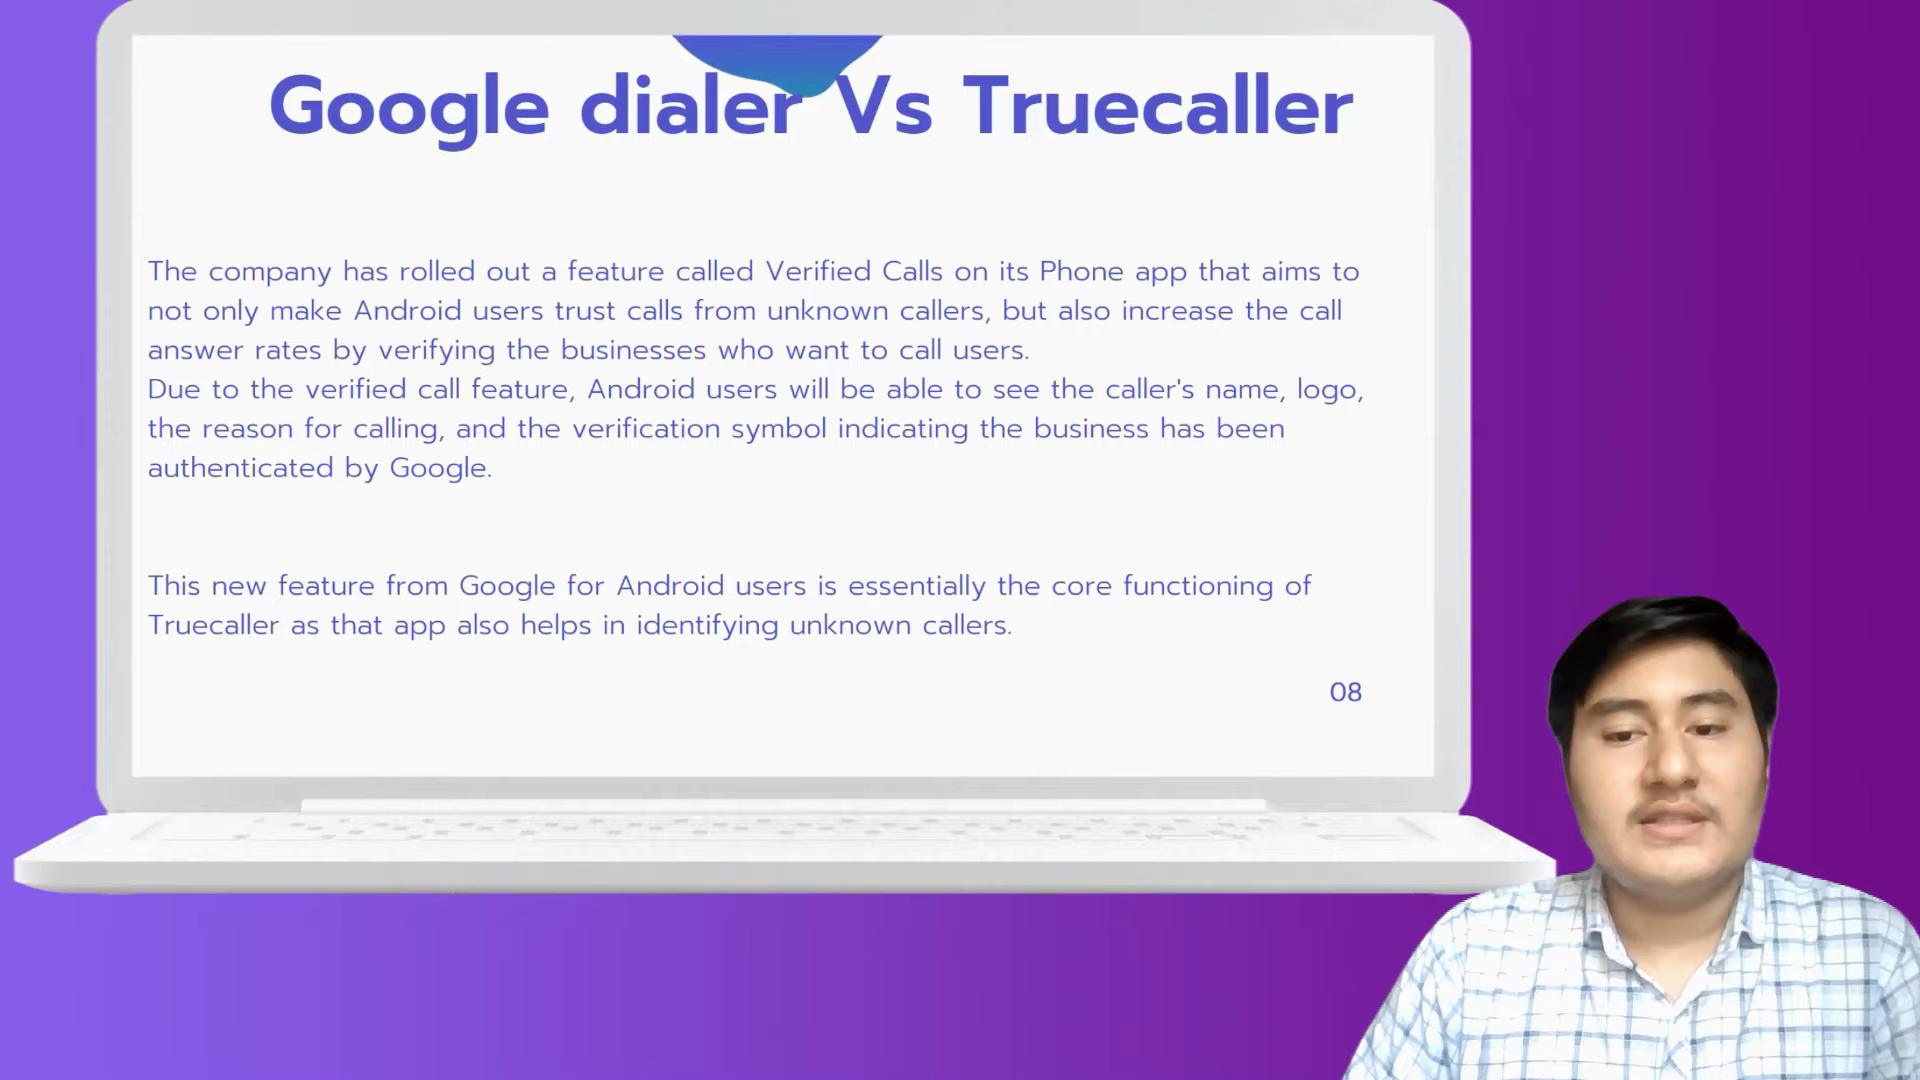 Google dialer Vs Truecaller
The company has rolled out a feature called Verified Calls on its Phone app that aims to
not only make Android users trust calls from unknown callers, but also increase the call
answer rates by verifying the businesses who want to call users.
Due to the verified call feature, Android users will be able to see the caller's name, logo,
the reason for calling, and the verification symbol indicating the business has been
authenticated by Google.
This new feature from Google for Android users is essentially the core functioning of
Truecaller as that app also helps in identifying unknown callers.
08